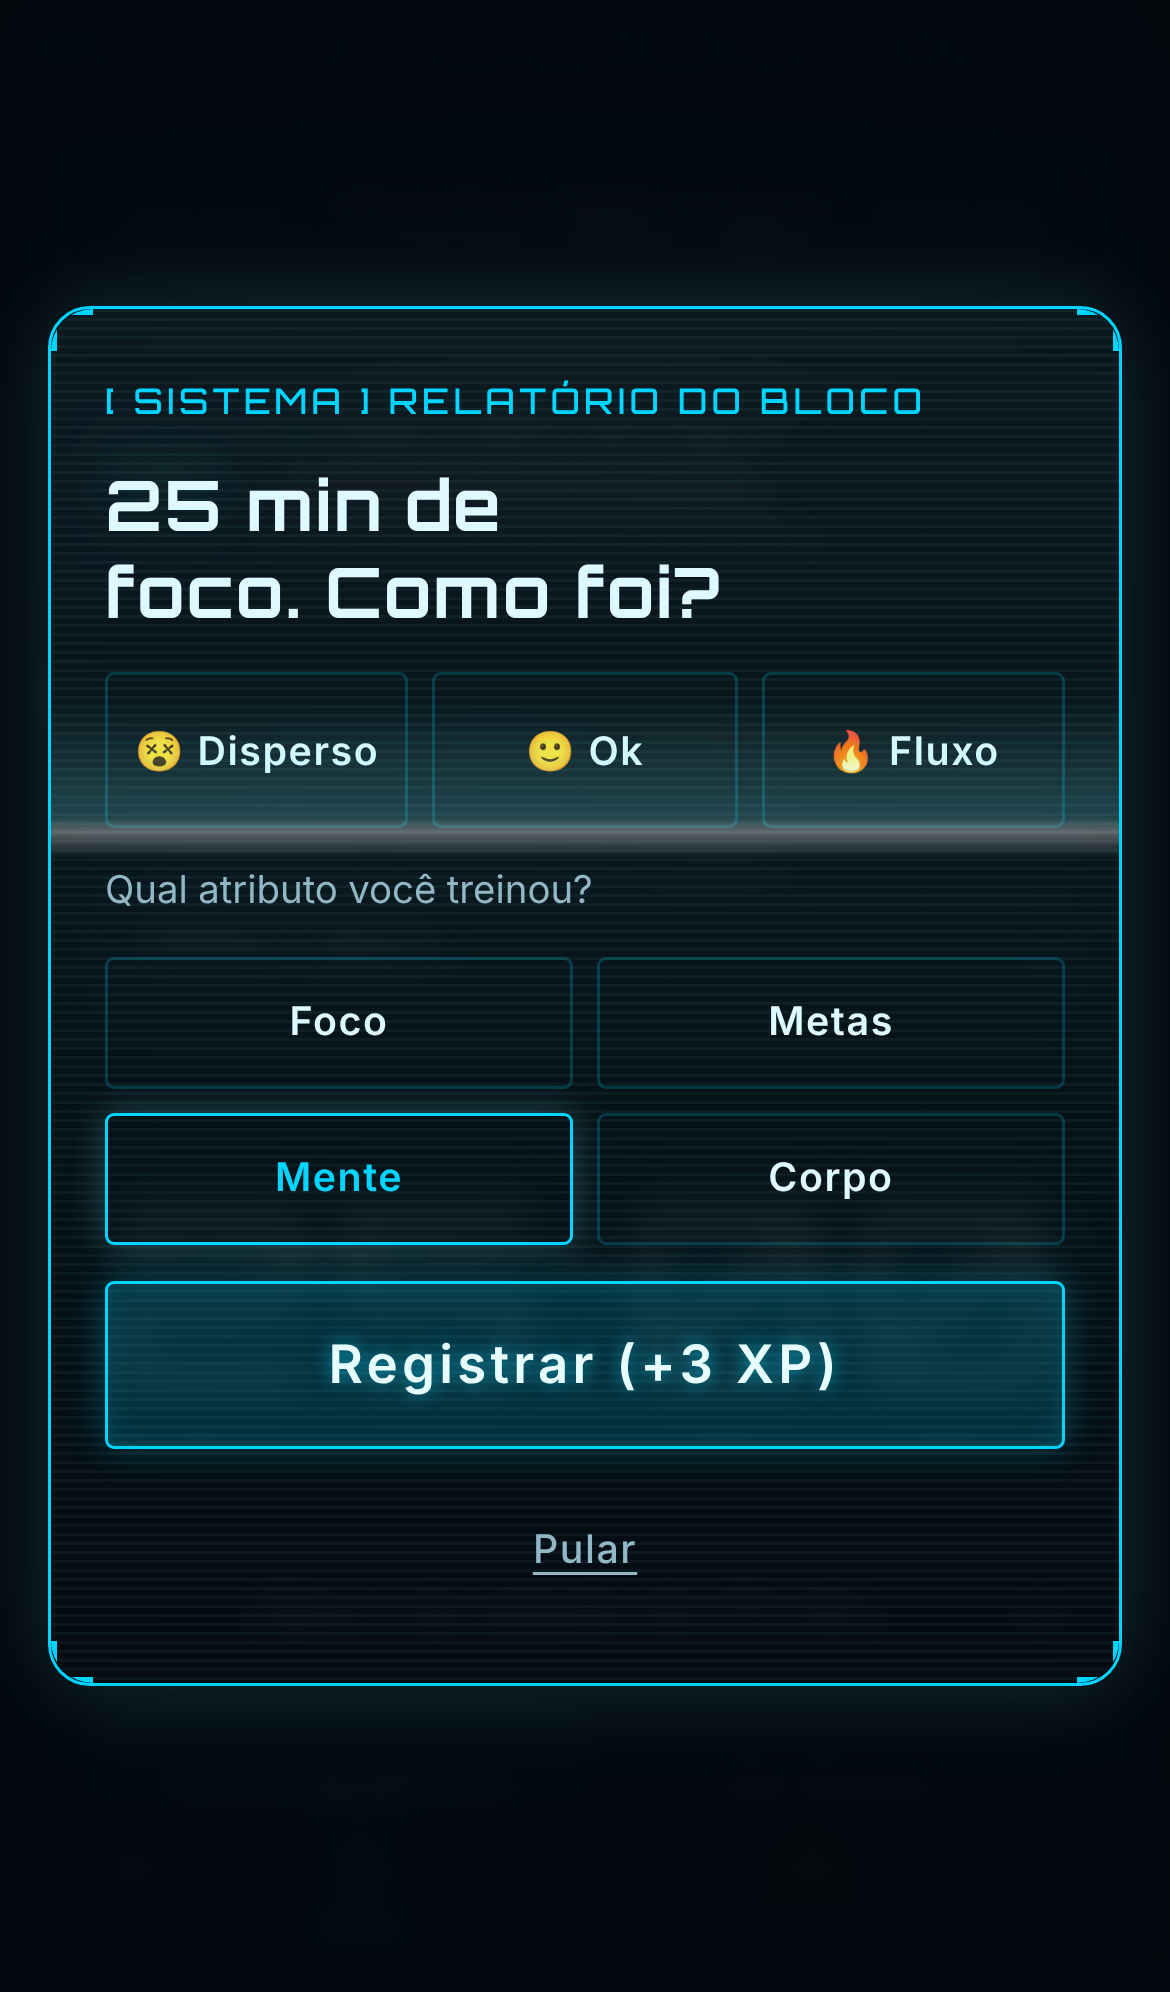 [ SISTEMA ] RELATÓRIO DO BLOCO
25 min de
foco. Como foi?
😵 Disperso
🙂 Ok
🔥 Fluxo
Qual atributo você treinou?
Foco
Metas
Mente
Corpo
Registrar (+3 XP)
Pular